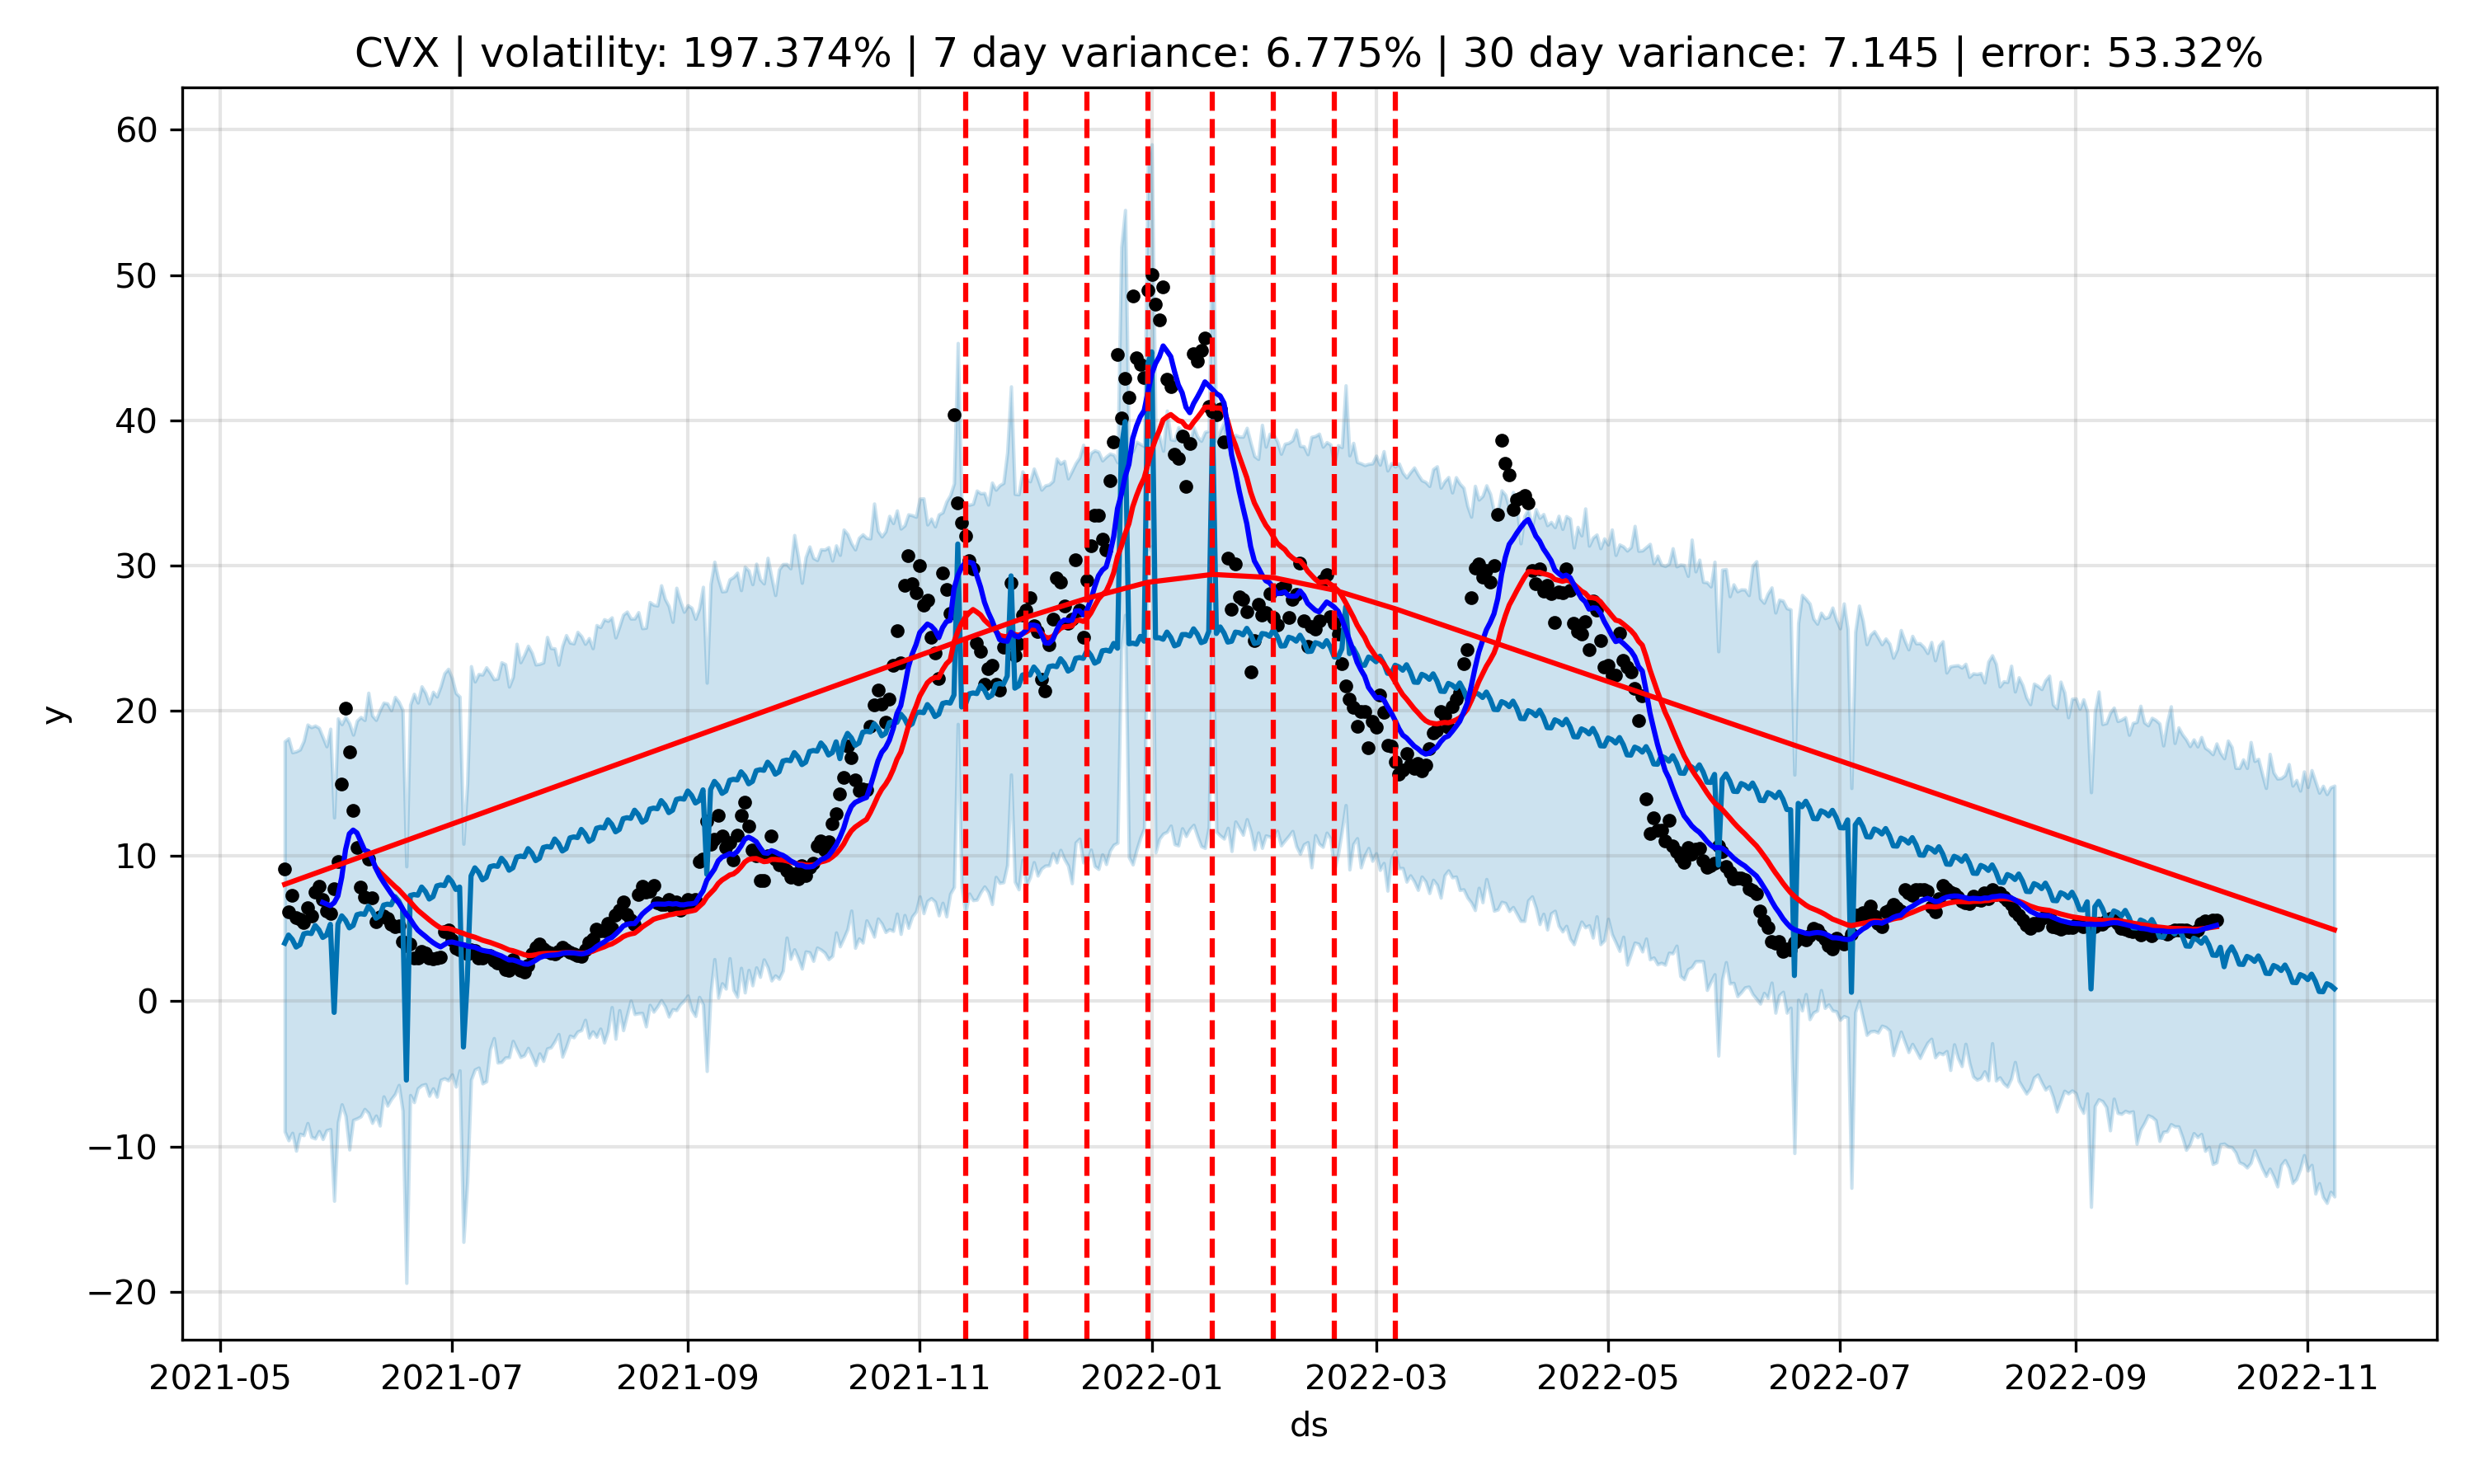 CVX | volatility: 197.374% | 7 day variance: 6.775% | 30 day variance: 7.145 | error: 53.32%
60
50
40
30
20
10
0
−10
−20
y
2021-05 2021-07 2021-09 2021-11 2022-01 2022-03 2022-05 2022-07 2022-09 2022-11
ds